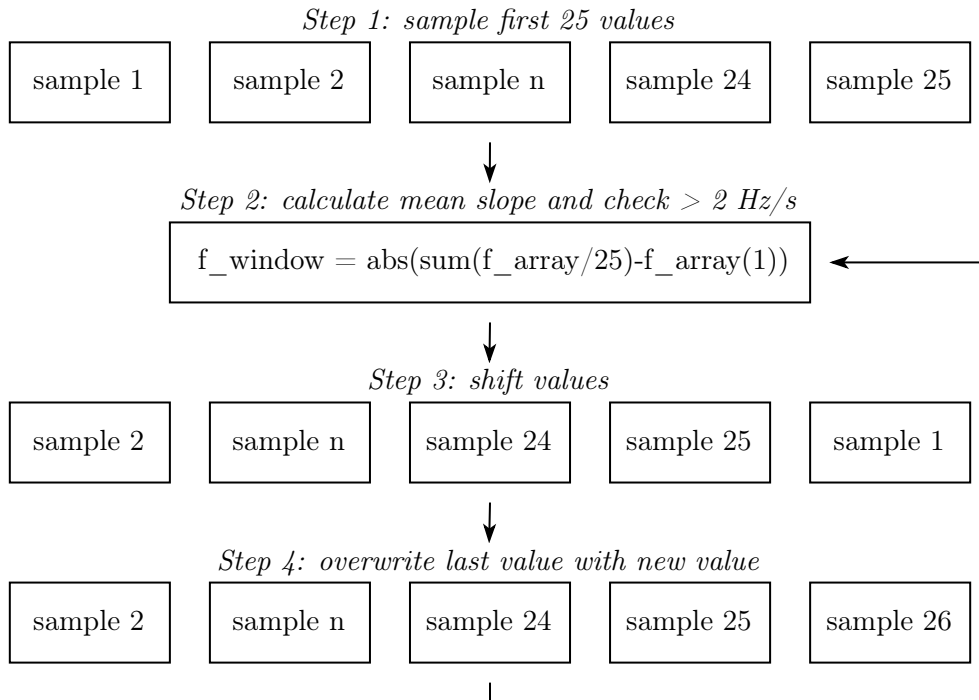 Step 1: sample first 25 values
sample 1 sample 2 sample n sample 24 sample 25
Step 2: calculate mean slope and check > 2 Hz/s
f_window = abs(sum(f_array/25)-f_array(1))
Step 3: shift values
sample 2 sample n sample 24 sample 25 sample 1
Step 4: overwrite last value with new value
sample 2 sample n sample 24 sample 25 sample 26